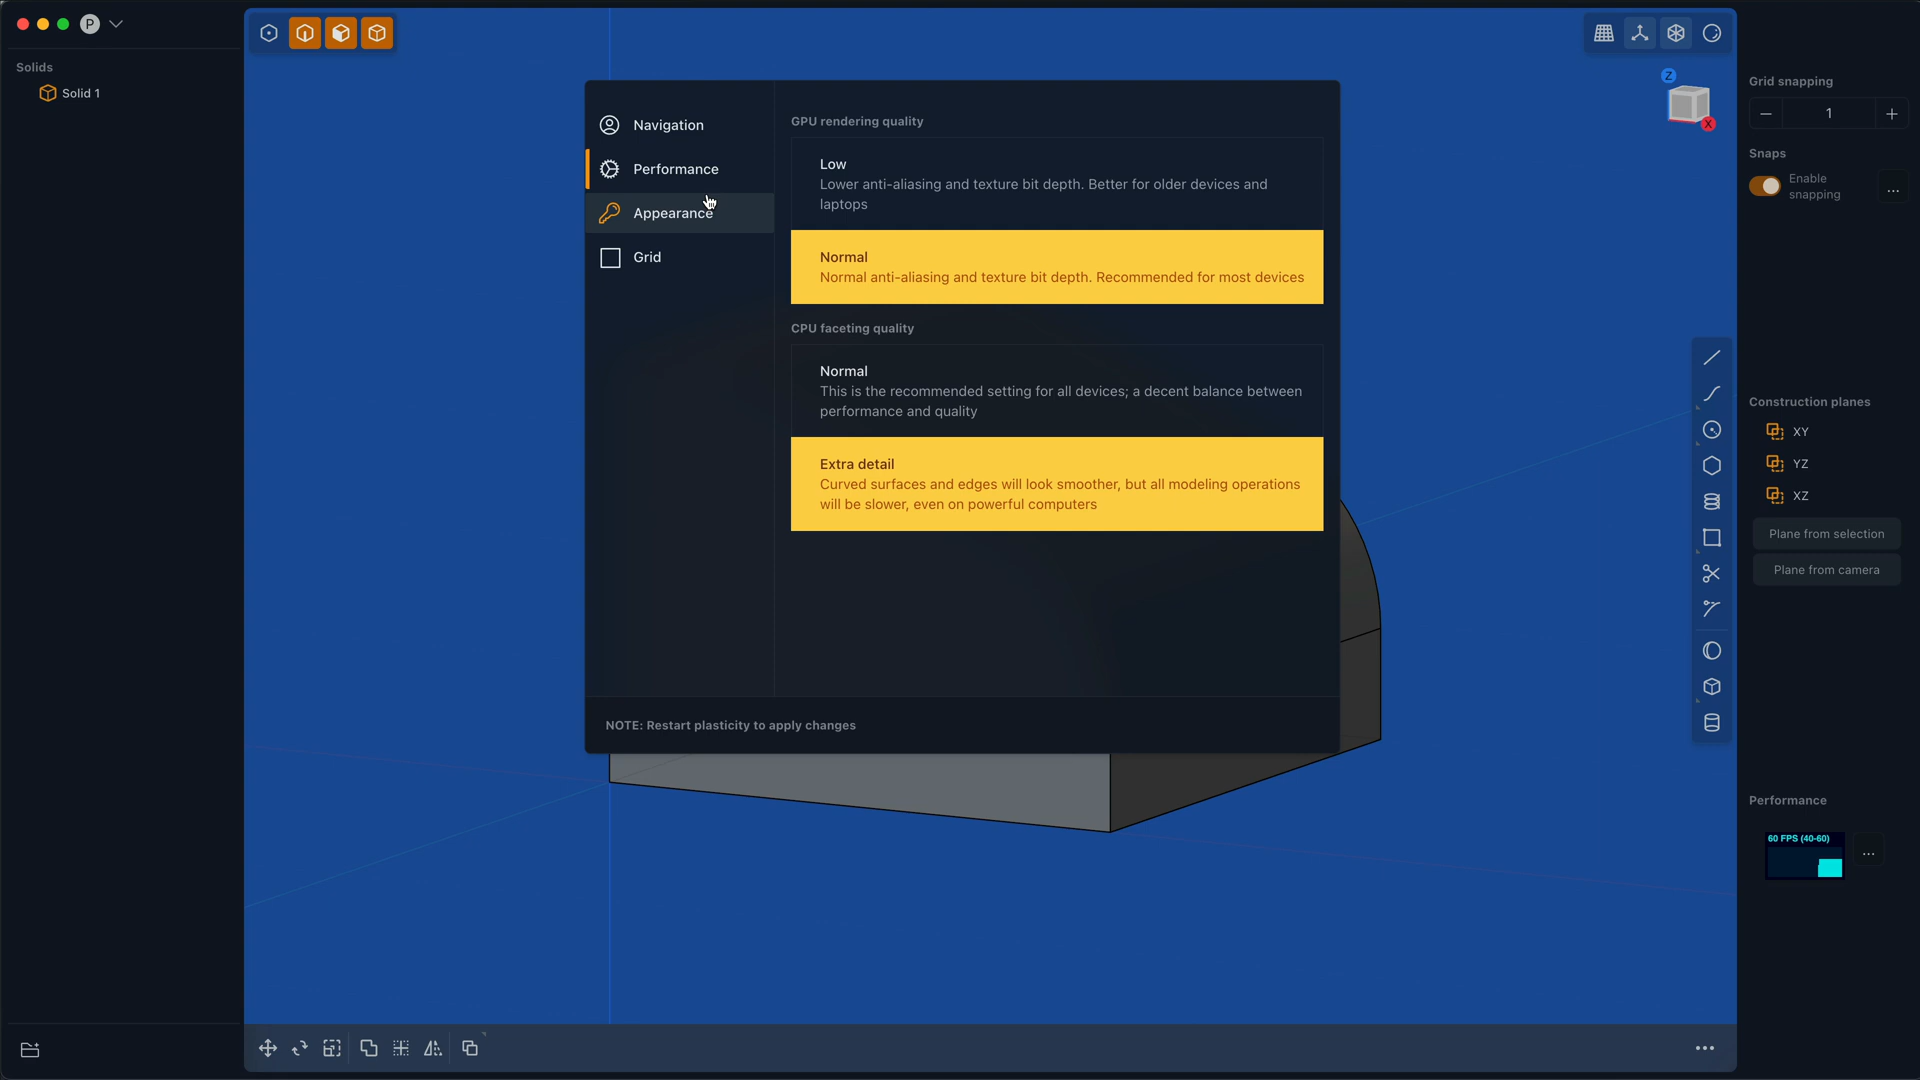 P
Solids
Solid 1
Navigation
Performance
Appearance
Grid
GPU rendering quality
Low
Lower anti-aliasing and texture bit depth. Better for older devices and
laptops
Normal
Normal anti-aliasing and texture bit depth. Recommended for most devices
CPU faceting quality
Normal
This is the recommended setting for all devices; a decent balance between
performance and quality
Extra detail
Curved surfaces and edges will look smoother, but all modeling operations
will be slower, even on powerful computers
NOTE: Restart plasticity to apply changes
Z
X
Grid snapping
1
Snaps
Enable
snapping
...
Construction planes
XY
YZ
XZ
Plane from selection
Plane from camera
Performance
60 FPS (40-60)
...